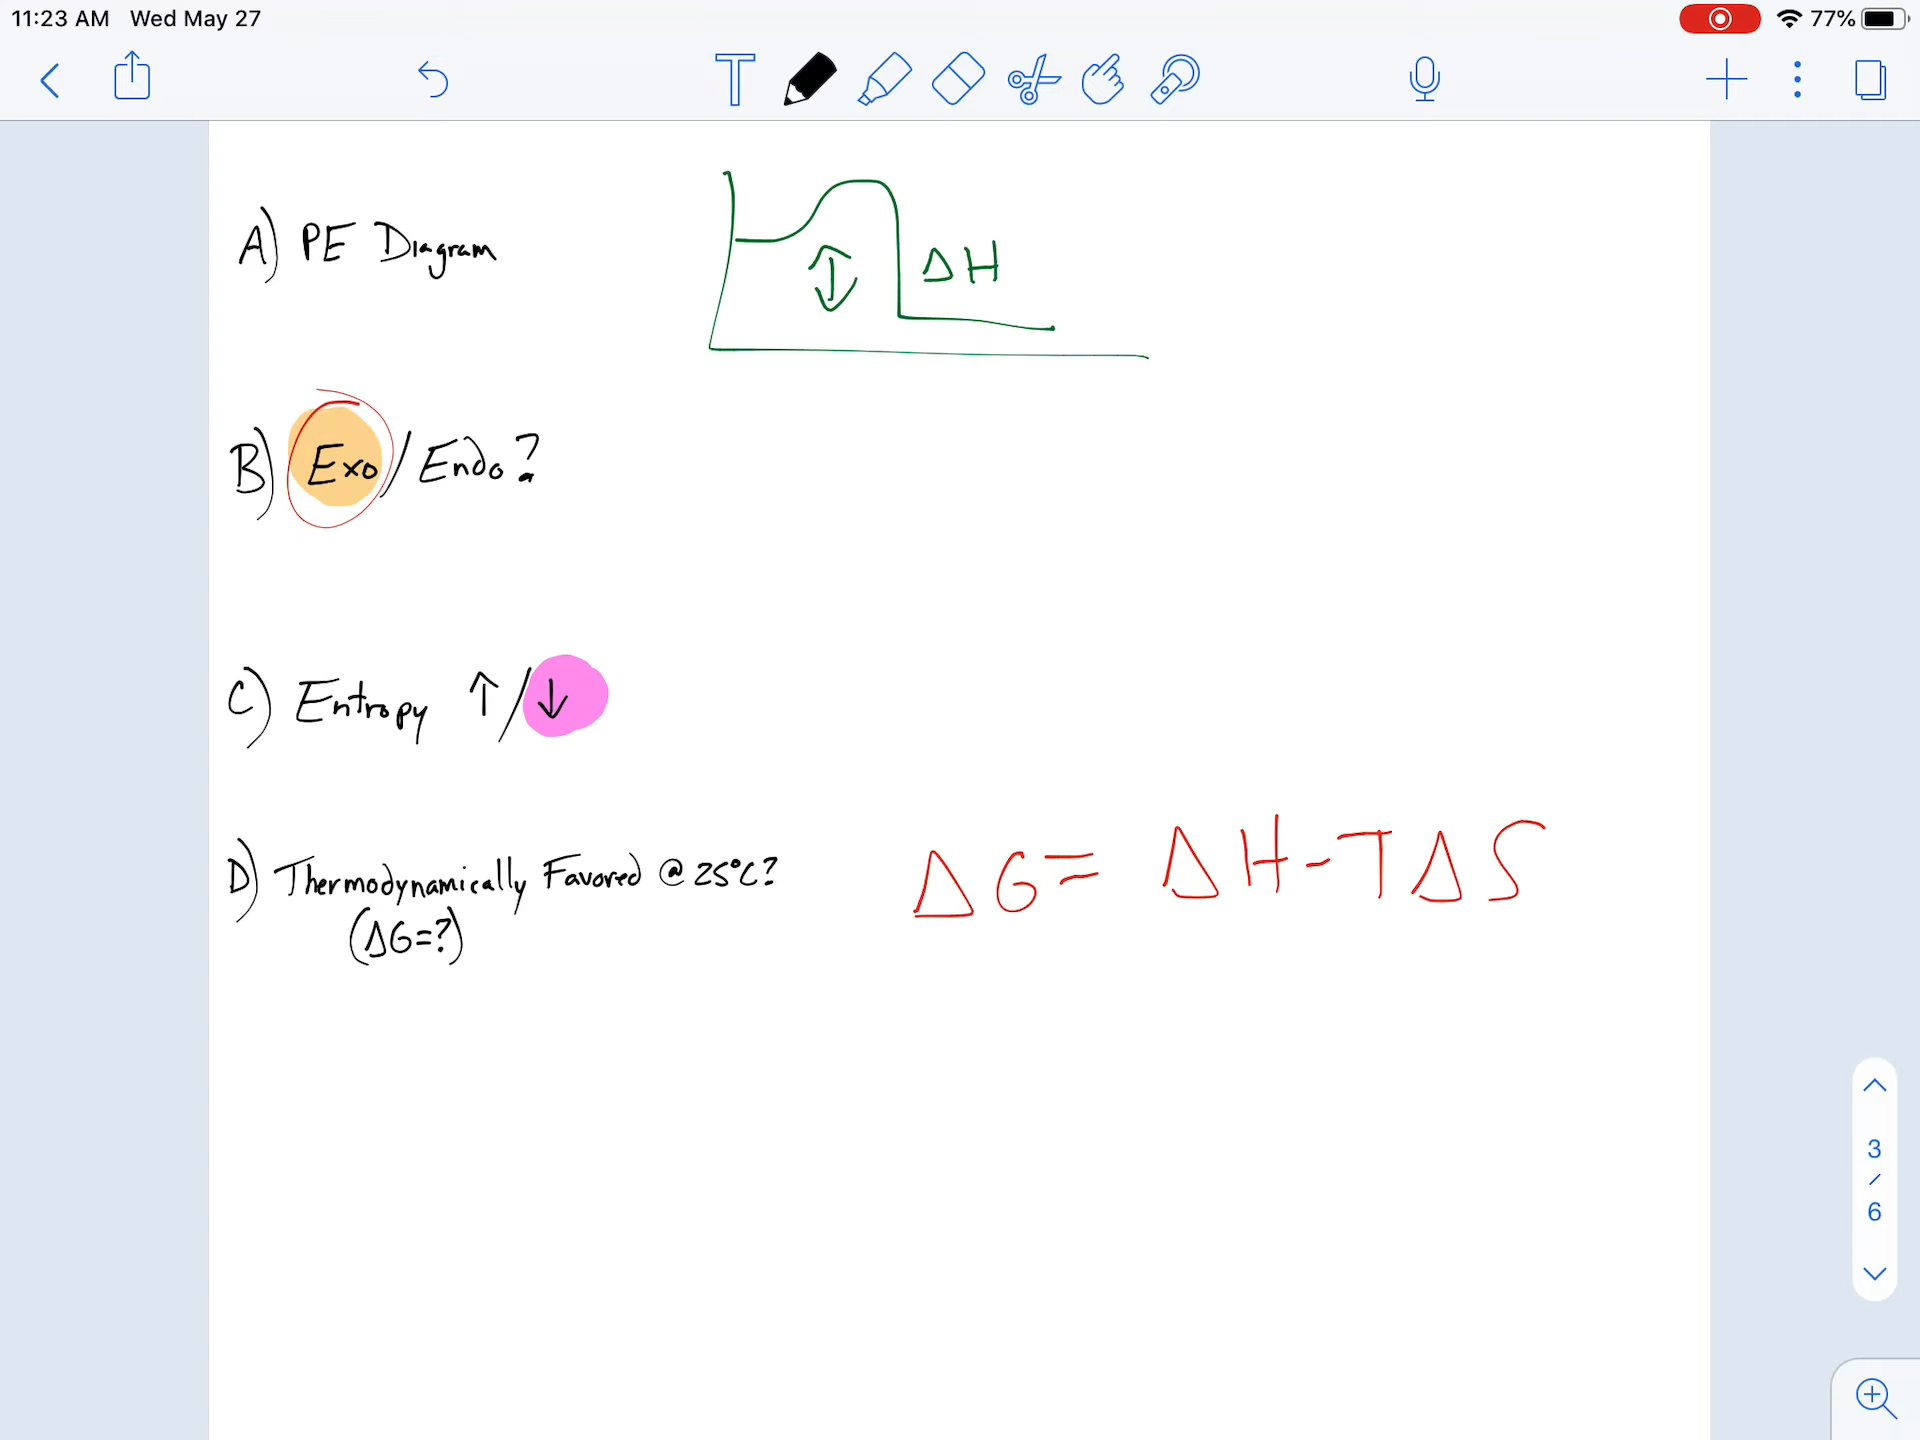 11:23 AM Wed May 27
77%
T
A) PE Diagram
ΔH
B) Exo/Endo?
C) Entropy ↑/↓
D) Thermodynamically Favored @ 25°C?
(ΔG=?)
ΔG= ΔH-TΔS
3
/
6